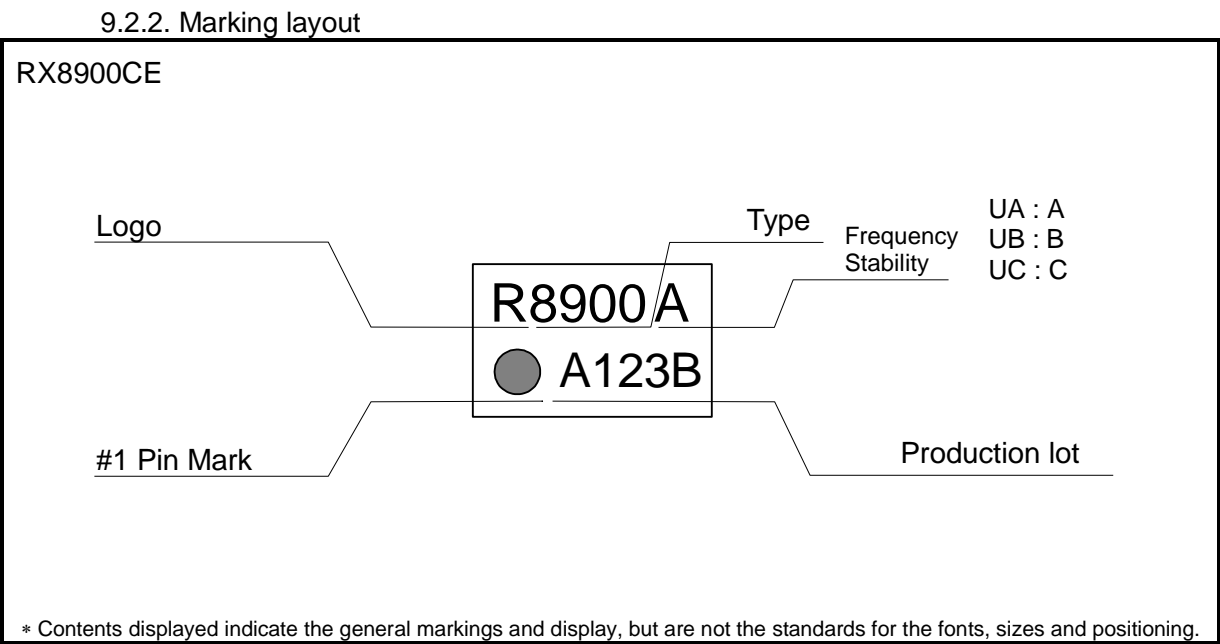 9.2.2. Marking layout
RX8900CE
Logo
Type
Frequency
Stability
UA : A
UB : B
UC : C
R8900 A
A123B
#1 Pin Mark
Production lot
* Contents displayed indicate the general markings and display, but are not the standards for the fonts, sizes and positioning.